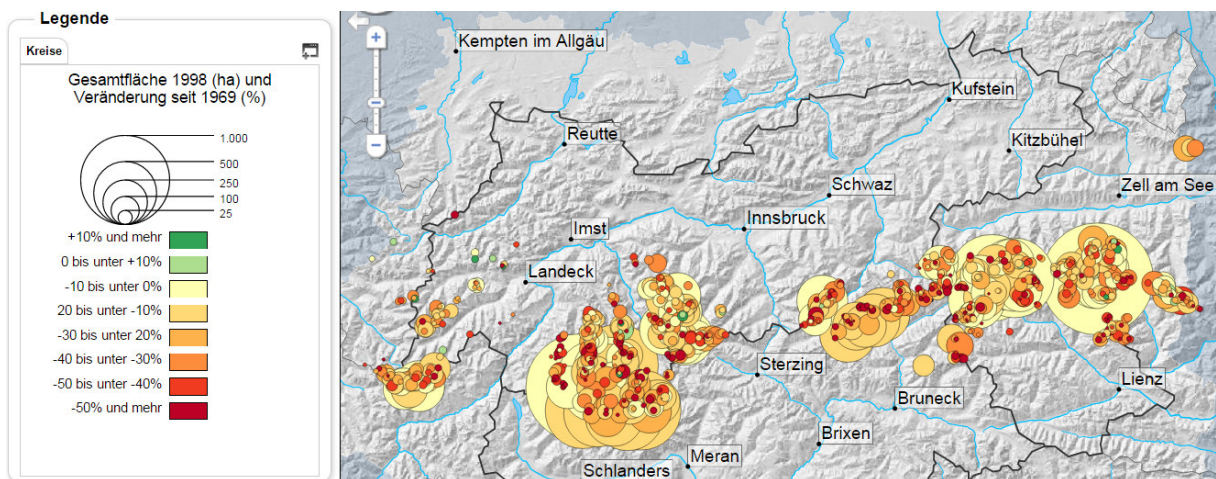 Legende
Kreise
Gesamtfläche 1998 (ha) und
Veränderung seit 1969 (%)
1.000
500
250
100
25
+10% und mehr
0 bis unter +10%
-10 bis unter 0%
20 bis unter -10%
-30 bis unter 20%
-40 bis unter -30%
-50 bis unter -40%
-50% und mehr
Kempten im Allgäu
Kufstein
Reutte
Kitzbühel
Schwaz
Zell am See
Innsbruck
Imst
Landeck
Sterzing
Lienz
Bruneck
Brixen
Meran
Schlanders